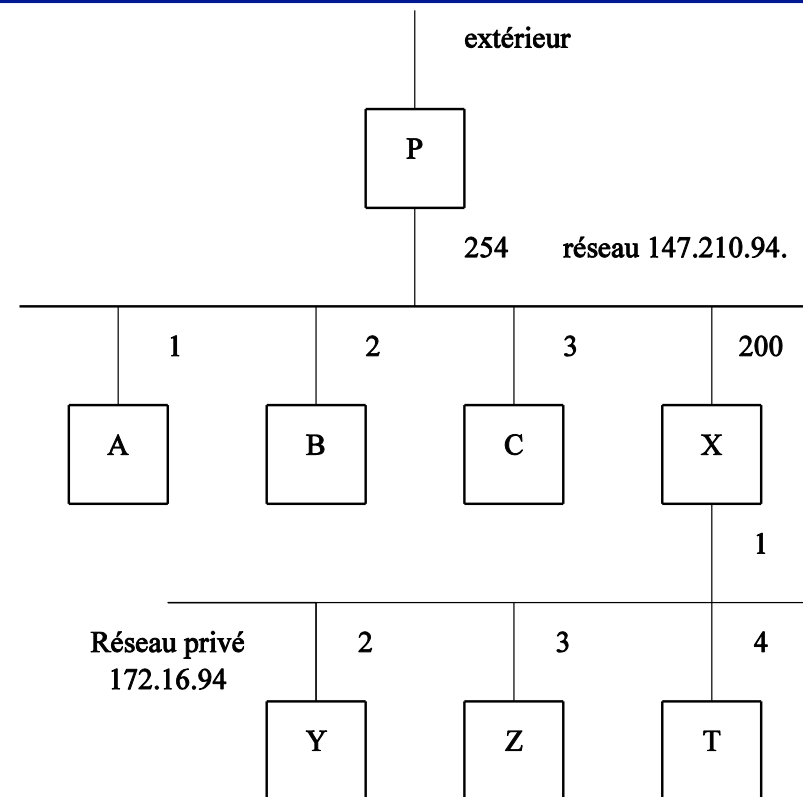 extérieur
P
254
réseau 147.210.94.
1
2
3
200
A
B
C
X
1
Réseau privé
172.16.94
2
3
4
Y
Z
T